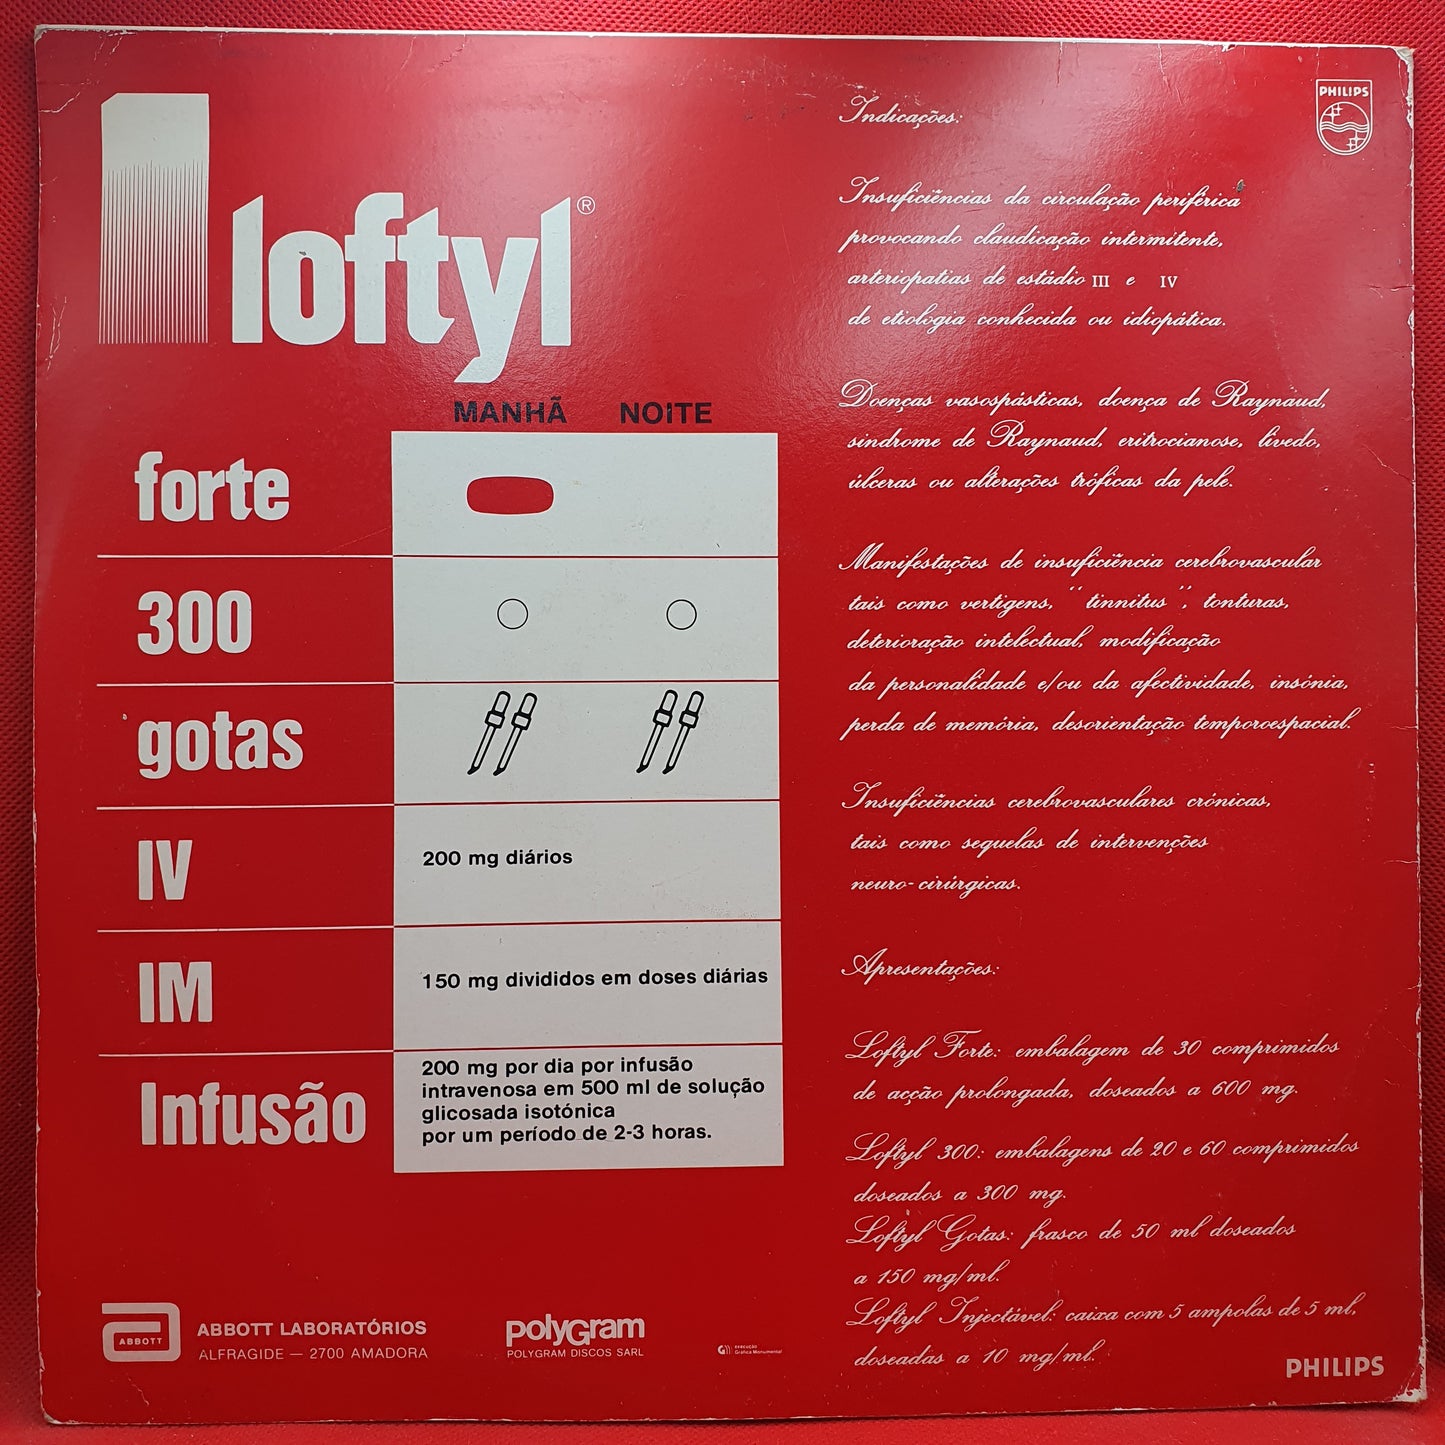 loftyl®
MANHÃ NOITE
forte
300
gotas
IV
200 mg diários
IM
150 mg divididos em doses diárias
Infusão
200 mg por dia por infusão
intravenosa em 500 ml de solução
glicosada isotónica
por um período de 2-3 horas.
ABBOTT
ABBOTT LABORATÓRIOS
ALFRAGIDE — 2700 AMADORA
PolyGram
POLYGRAM DISCOS SARL
execução
Gráfica Monumental
PHILIPS
Indicações:
Insuficiências da circulação periférica
provocando claudicação intermitente,
arteriopatias de estádio III e IV
de etiologia conhecida ou idiopática.
Doenças vasospásticas, doença de Raynaud,
síndrome de Raynaud, eritrocianose, livedo,
úlceras ou alterações tróficas da pele.
Manifestações de insuficiência cerebrovascular
tais como vertigens, "tinnitus", tonturas,
deterioração intelectual, modificação
da personalidade e/ou da afectividade, insónia,
perda de memória, desorientação temporoespacial.
Insuficiências cerebrovasculares crónicas,
tais como sequelas de intervenções
neuro-cirúrgicas.
Apresentações:
Loftyl Forte: embalagem de 30 comprimidos
de acção prolongada, doseados a 600 mg.
Loftyl 300: embalagens de 20 e 60 comprimidos
doseados a 300 mg.
Loftyl Gotas: frasco de 50 ml doseados
a 150 mg/ml.
Loftyl Injectável: caixa com 5 ampolas de 5 ml,
doseadas a 10 mg/ml.
PHILIPS